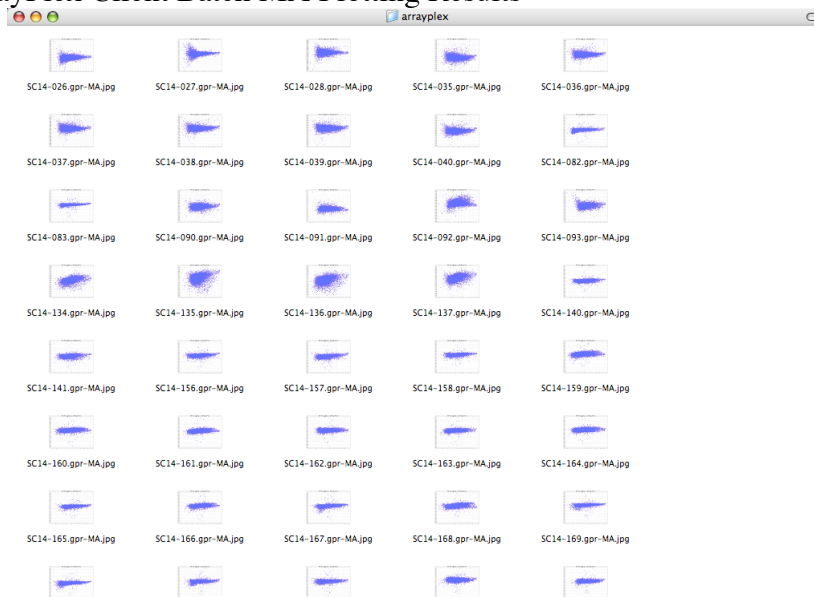 Client Batch MA Plotting Results
arrayplex
SC14-026.gpr-MA.jpg SC14-027.gpr-MA.jpg SC14-028.gpr-MA.jpg SC14-035.gpr-MA.jpg SC14-036.gpr-MA.jpg
SC14-037.gpr-MA.jpg SC14-038.gpr-MA.jpg SC14-039.gpr-MA.jpg SC14-040.gpr-MA.jpg SC14-082.gpr-MA.jpg
SC14-083.gpr-MA.jpg SC14-090.gpr-MA.jpg SC14-091.gpr-MA.jpg SC14-092.gpr-MA.jpg SC14-093.gpr-MA.jpg
SC14-134.gpr-MA.jpg SC14-135.gpr-MA.jpg SC14-136.gpr-MA.jpg SC14-137.gpr-MA.jpg SC14-140.gpr-MA.jpg
SC14-141.gpr-MA.jpg SC14-156.gpr-MA.jpg SC14-157.gpr-MA.jpg SC14-158.gpr-MA.jpg SC14-159.gpr-MA.jpg
SC14-160.gpr-MA.jpg SC14-161.gpr-MA.jpg SC14-162.gpr-MA.jpg SC14-163.gpr-MA.jpg SC14-164.gpr-MA.jpg
SC14-165.gpr-MA.jpg SC14-166.gpr-MA.jpg SC14-167.gpr-MA.jpg SC14-168.gpr-MA.jpg SC14-169.gpr-MA.jpg